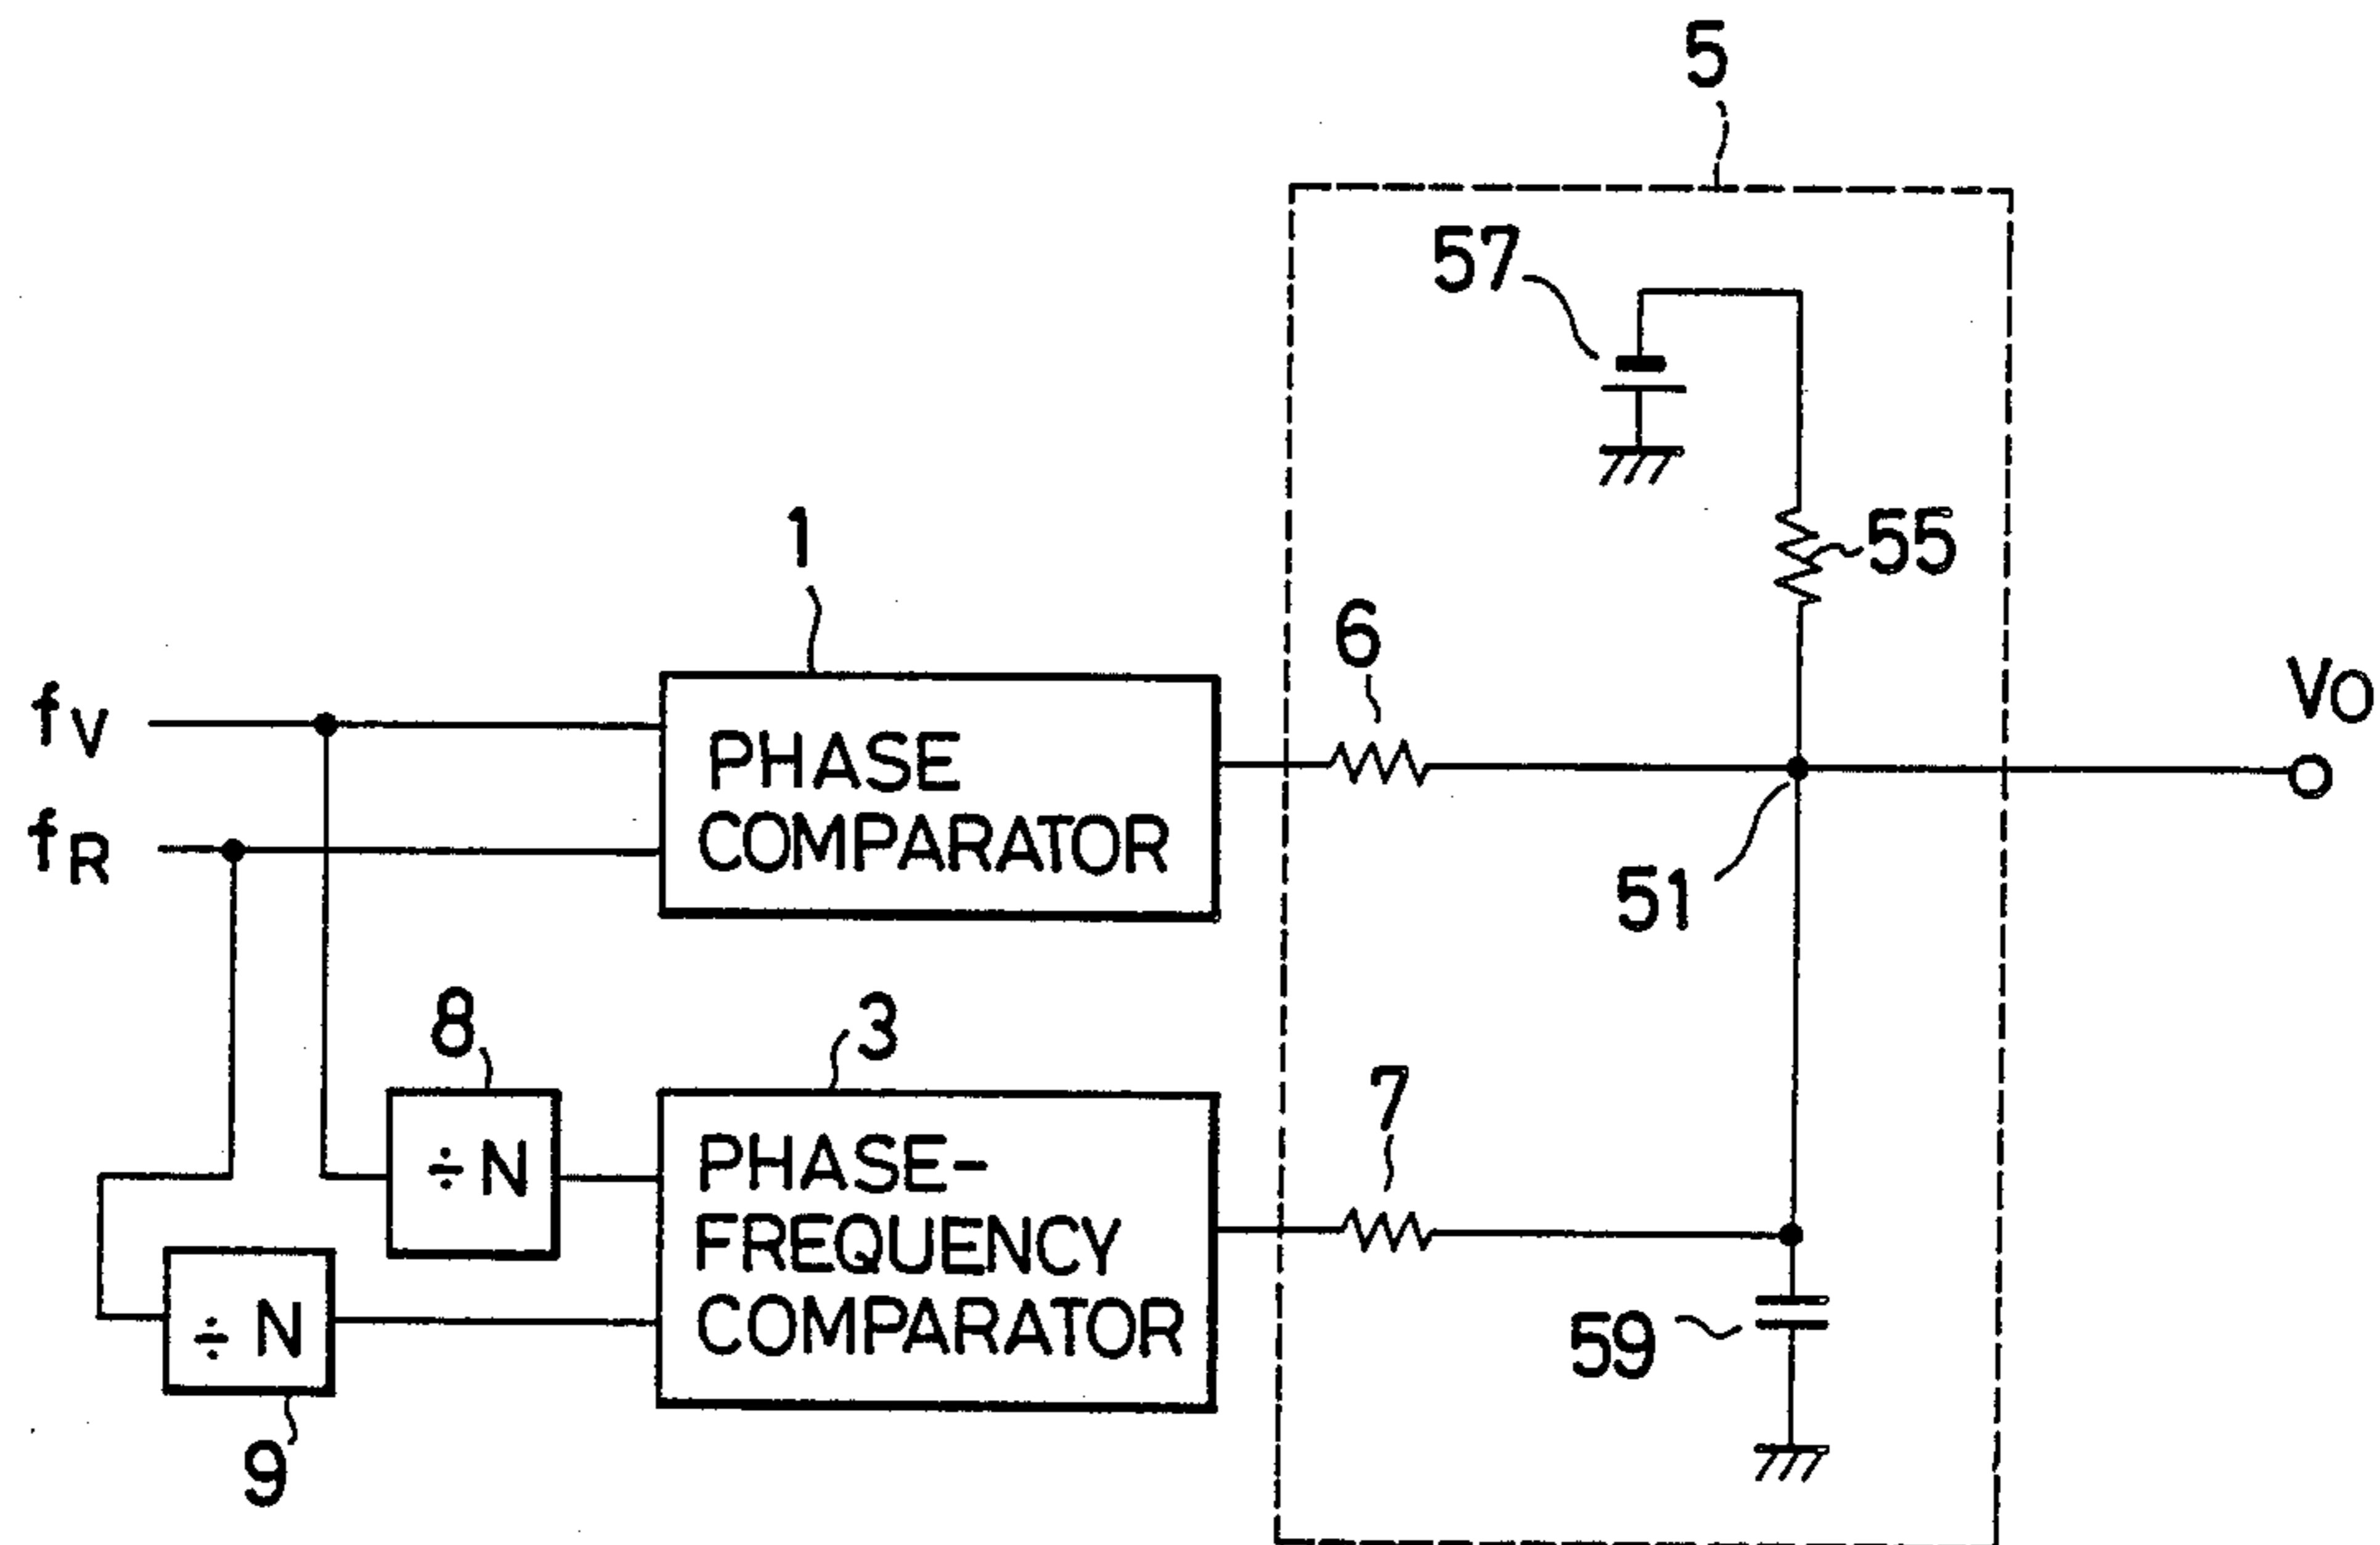 5
57
55
1
6
fV
PHASE
COMPARATOR
VO
fR
51
8
3
7
÷ N
PHASE-
FREQUENCY
COMPARATOR
÷ N
59
9